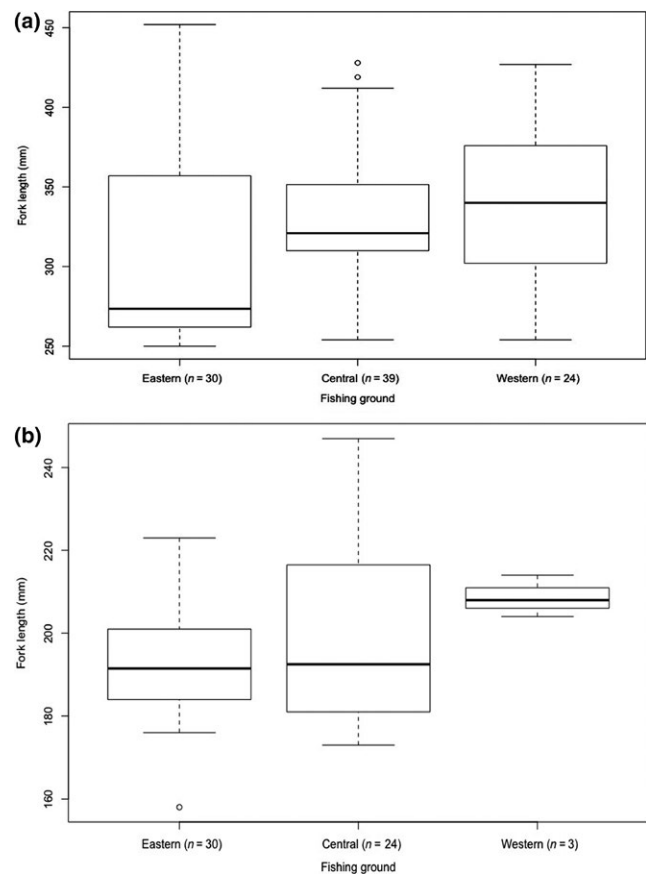 (a)
Fork length (mm)
450
400
350
300
250
Eastern (n = 30) Central (n = 39) Western (n = 24)
Fishing ground
(b)
Fork length (mm)
240
220
200
180
160
Eastern (n = 30) Central (n = 24) Western (n = 3)
Fishing ground